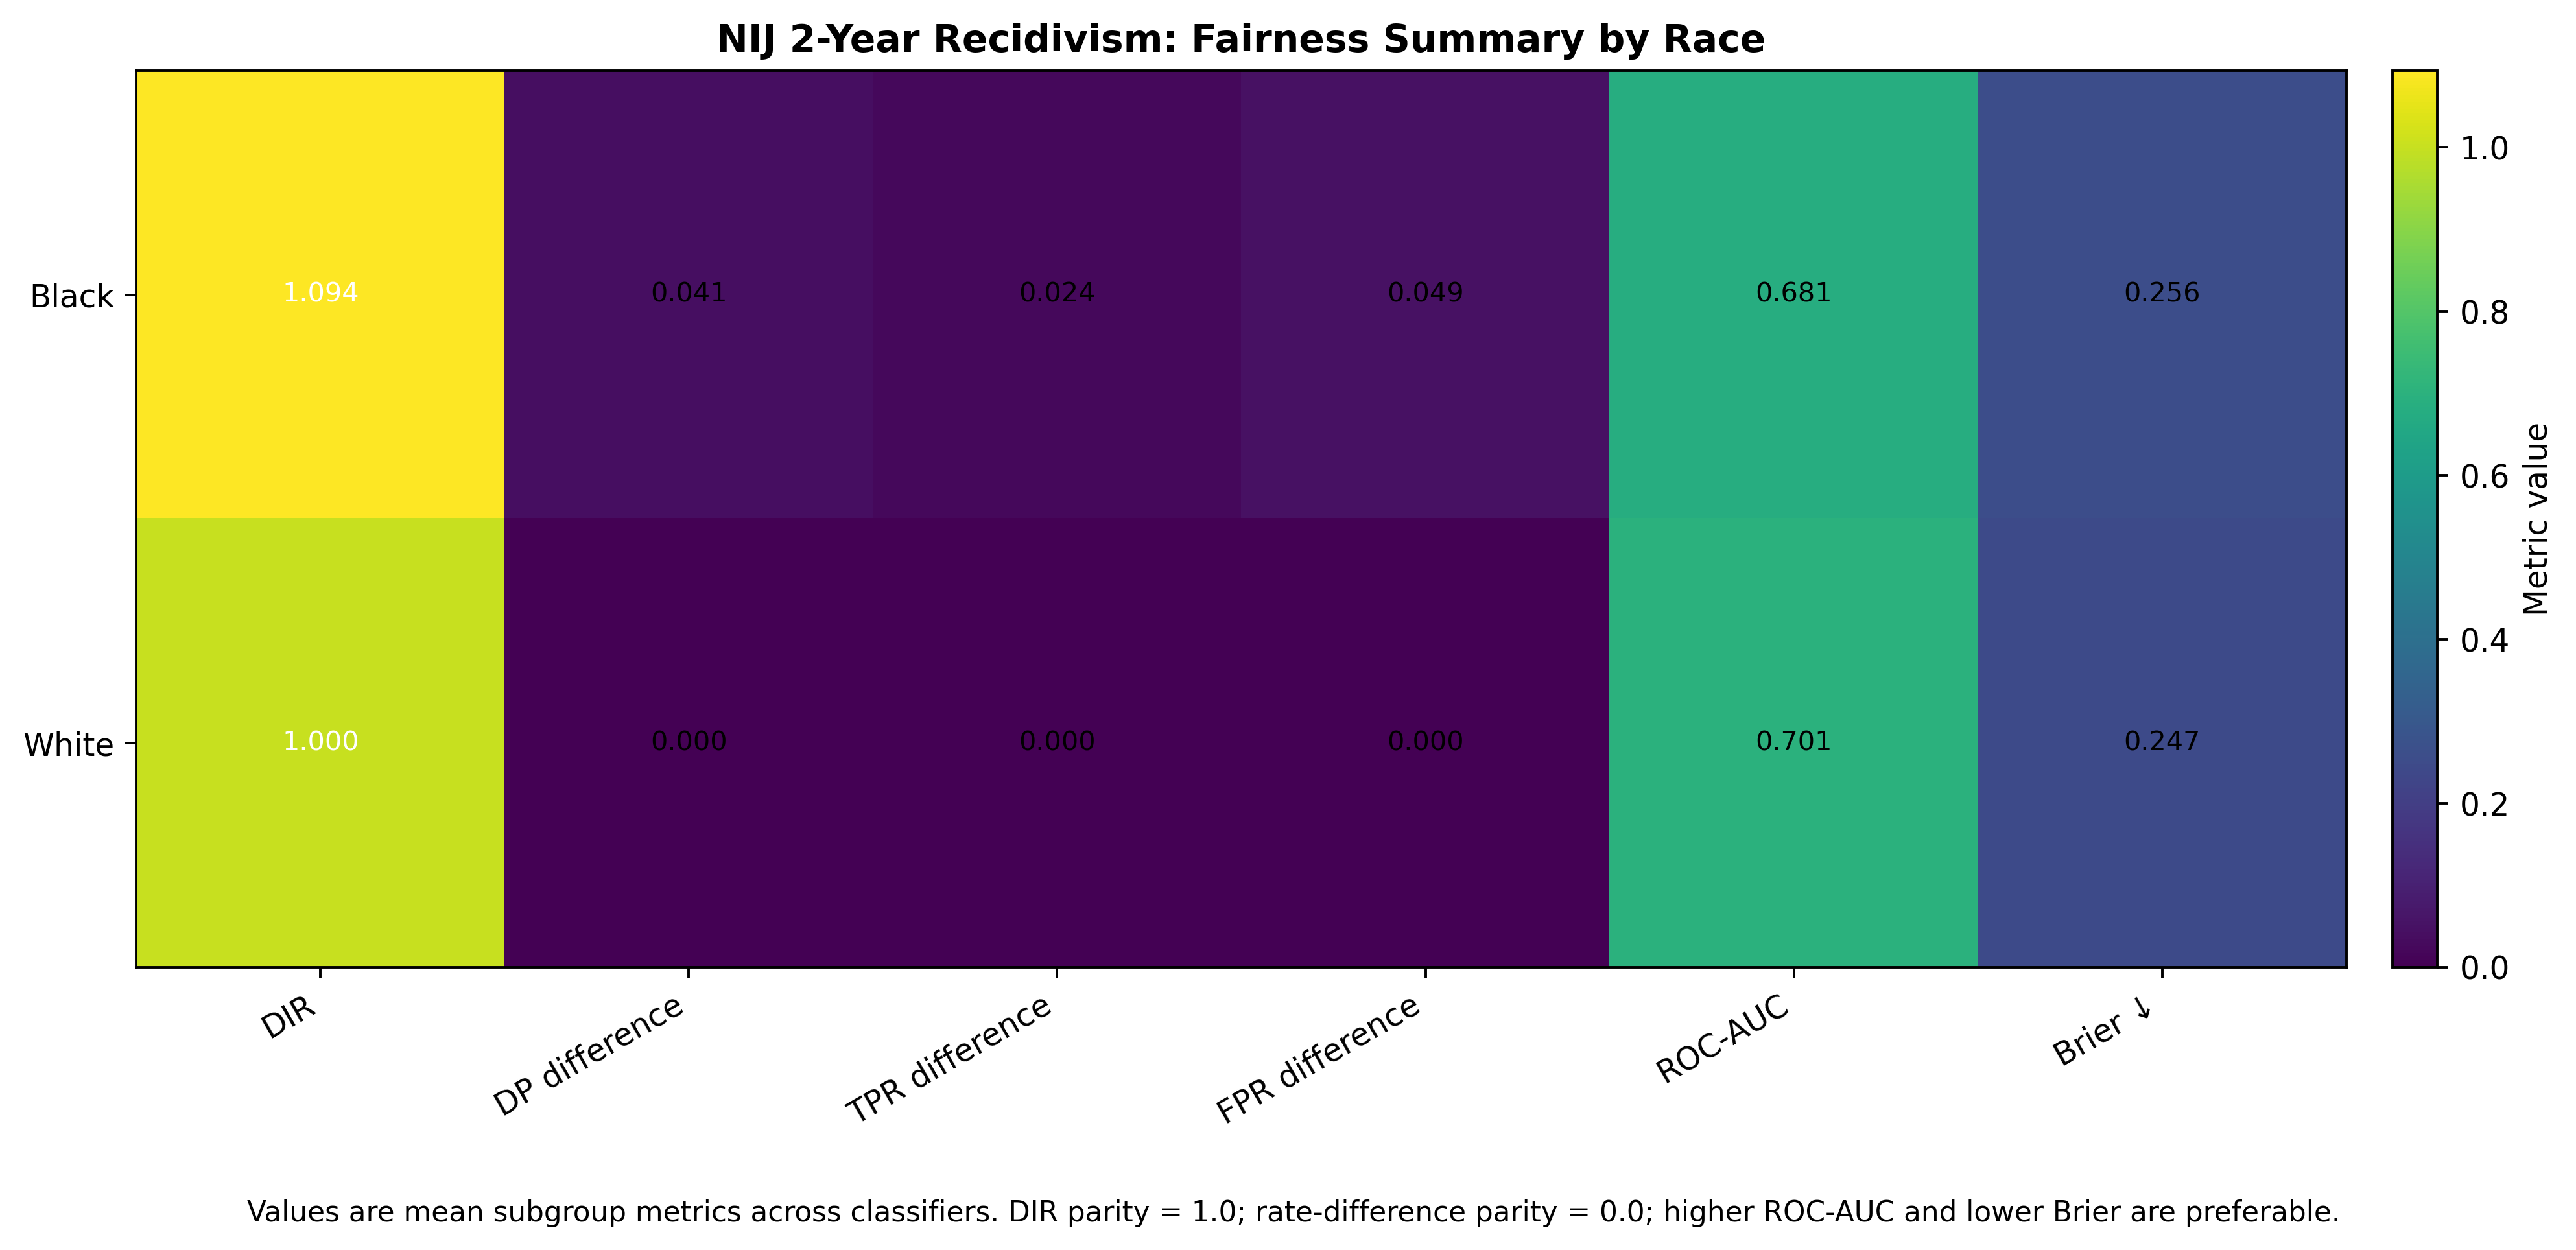 NIJ 2-Year Recidivism: Fairness Summary by Race
Black
1.094
0.041
0.024
0.049
0.681
0.256
White
1.000
0.000
0.000
0.000
0.701
0.247
DIR
DP difference
TPR difference
FPR difference
ROC-AUC
Brier ↓
1.0
0.8
0.6
0.4
0.2
0.0
Metric value
Values are mean subgroup metrics across classifiers. DIR parity = 1.0; rate-difference parity = 0.0; higher ROC-AUC and lower Brier are preferable.